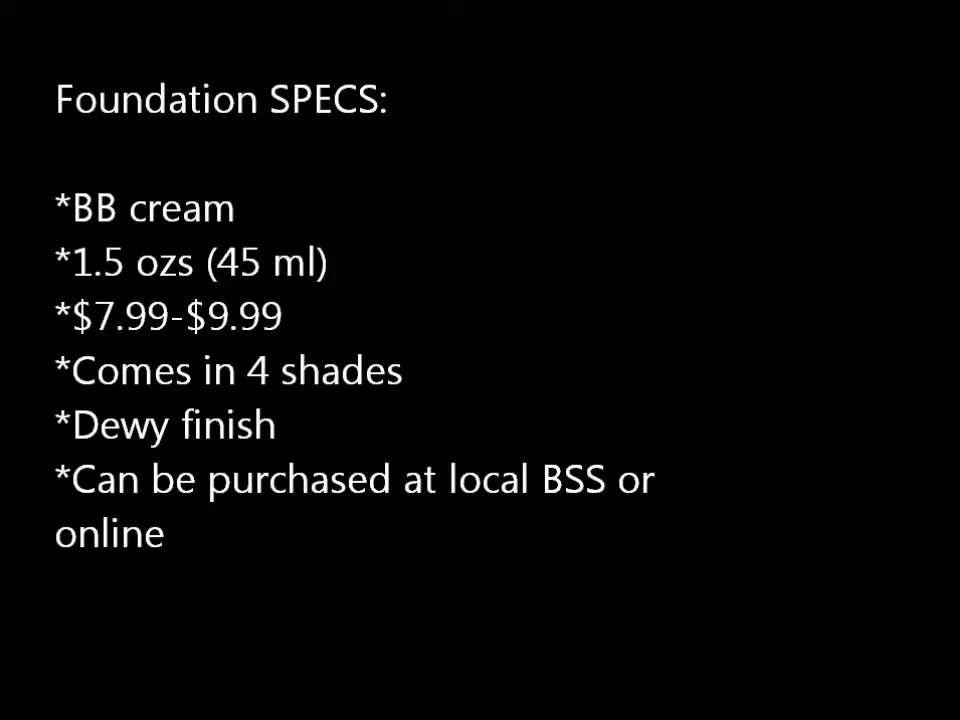 Foundation SPECS:
*BB cream
*1.5 ozs (45 ml)
*$7.99-$9.99
*Comes in 4 shades
*Dewy finish
*Can be purchased at local BSS or
online